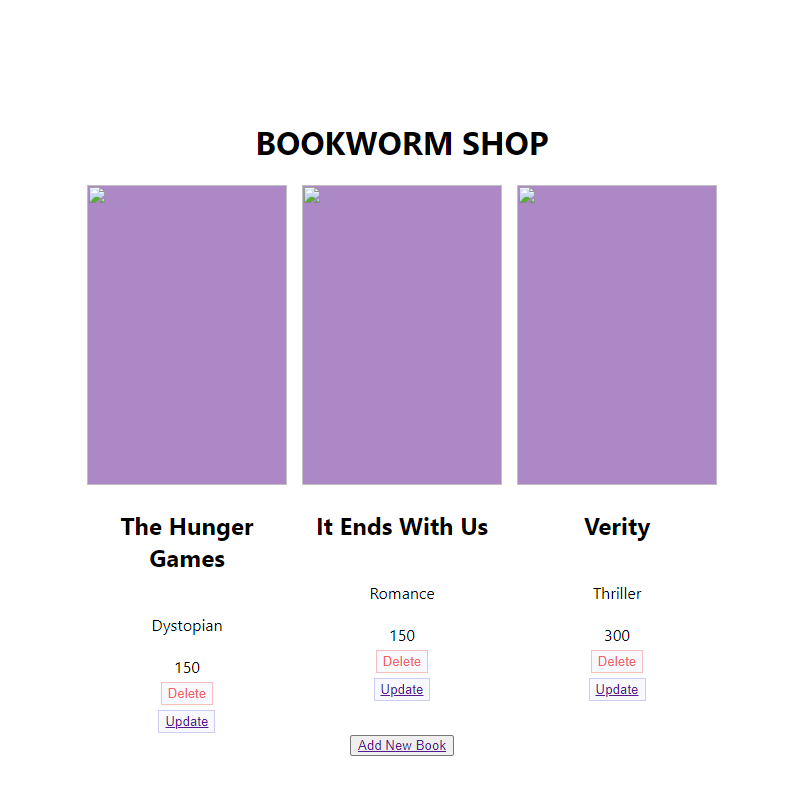 BOOKWORM SHOP
The Hunger
Games
Dystopian
150
Delete
Update
It Ends With Us
Romance
150
Delete
Update
Verity
Thriller
300
Delete
Update
Add New Book